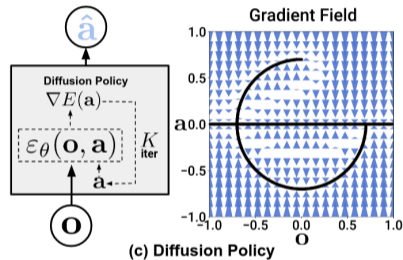 â
Diffusion Policy
∇E(a)
ε_θ(o, a)
K
iter
a
o
Gradient Field
1.0
0.5
a 0.0
−0.5
−1.0
−1.0 −0.5 0.0 0.5 1.0
o
(c) Diffusion Policy